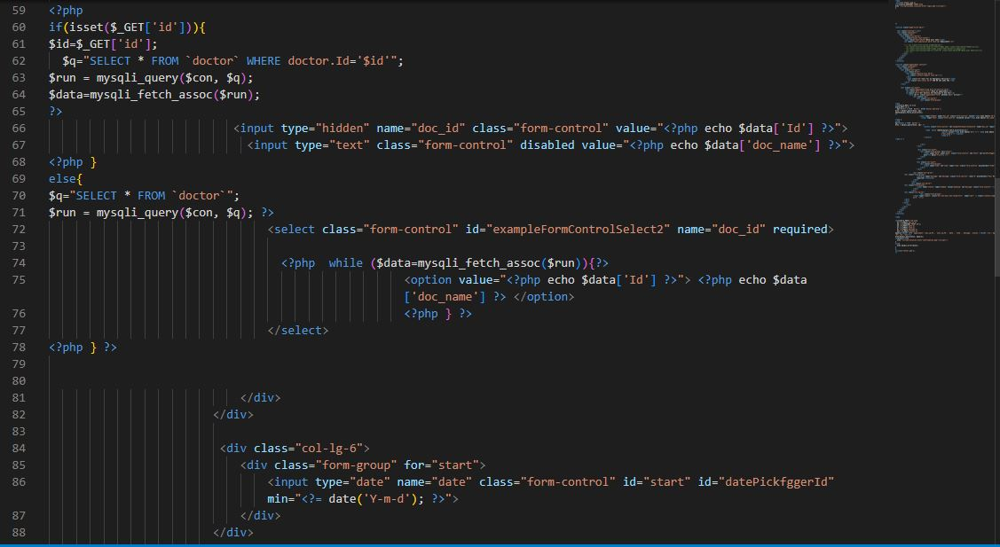 59 <?php
60 if(isset($_GET['id'])){
61 $id=$_GET['id'];
62 $q="SELECT * FROM `doctor` WHERE doctor.Id='$id'";
63 $run = mysqli_query($con, $q);
64 $data=mysqli_fetch_assoc($run);
65 ?>
66 <input type="hidden" name="doc_id" class="form-control" value="<?php echo $data['Id'] ?>">
67 <input type="text" class="form-control" disabled value="<?php echo $data['doc_name'] ?>">
68 <?php }
69 else{
70 $q="SELECT * FROM `doctor`";
71 $run = mysqli_query($con, $q); ?>
72 <select class="form-control" id="exampleFormControlSelect2" name="doc_id" required>
73
74 <?php  while ($data=mysqli_fetch_assoc($run)){?>
75 <option value="<?php echo $data['Id'] ?>"> <?php echo $data
['doc_name'] ?> </option>
76 <?php } ?>
77 </select>
78 <?php } ?>
79
80
81 </div>
82 </div>
83
84 <div class="col-lg-6">
85 <div class="form-group" for="start">
86 <input type="date" name="date" class="form-control" id="start" id="datePickfggerId"
min="<?= date('Y-m-d'); ?>">
87 </div>
88 </div>